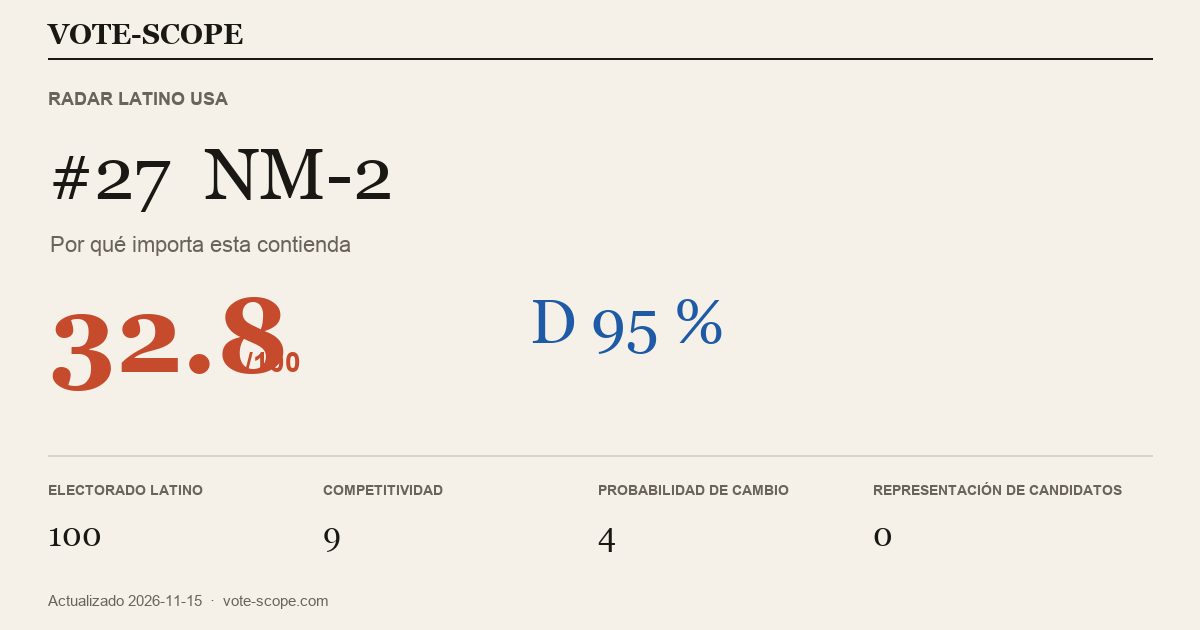 VOTE-SCOPE
RADAR LATINO USA
#27 NM-2
Por qué importa esta contienda
32.8 /100
D 95 %
ELECTORADO LATINO
COMPETITIVIDAD
PROBABILIDAD DE CAMBIO
REPRESENTACIÓN DE CANDIDATOS
100
9
4
0
Actualizado 2026-11-15 · vote-scope.com